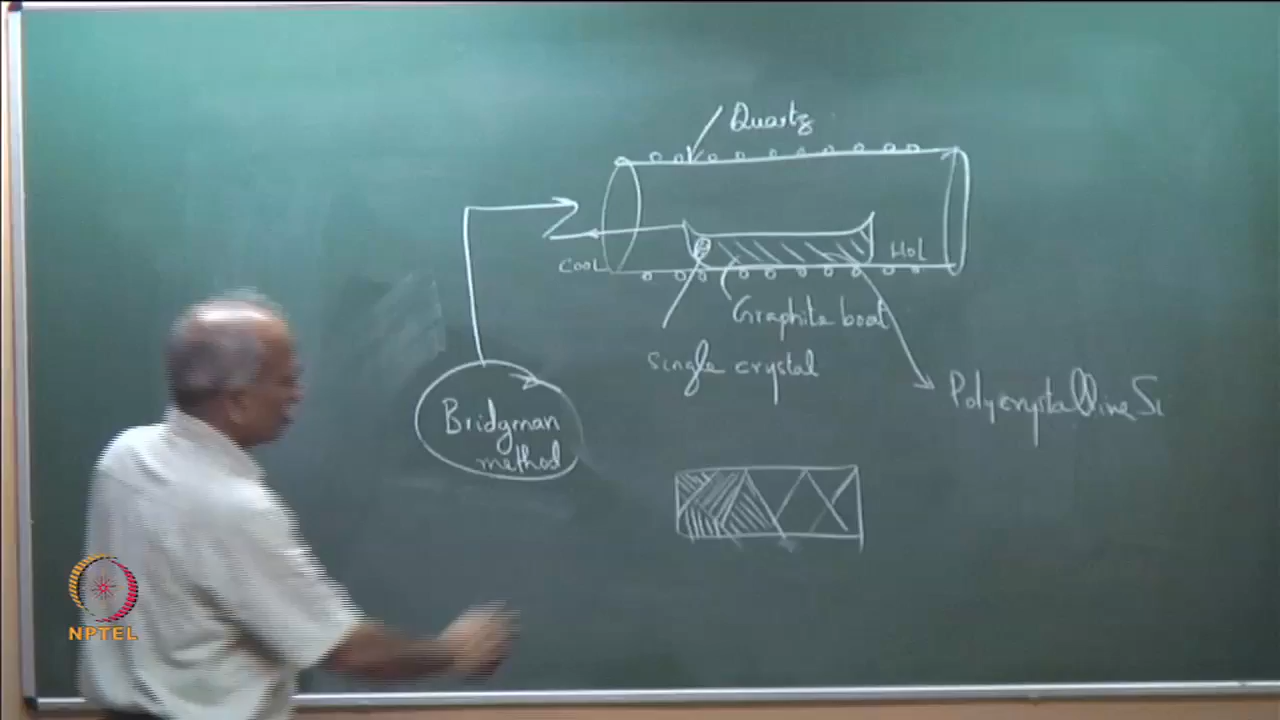 Quartz
Cool
Hot
Graphite boat
Single crystal
Polycrystalline Si
Bridgman
method
NPTEL